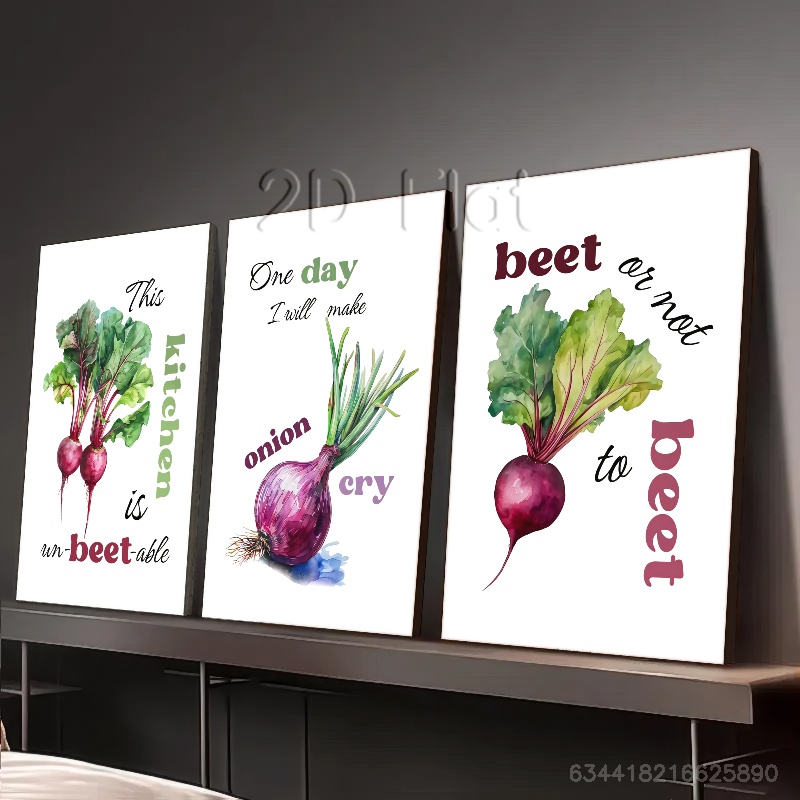 2D Flat
This
kitchen
is
un-beet-able
One day
I will make
onion
cry
beet or not
to
beet
634418216625890